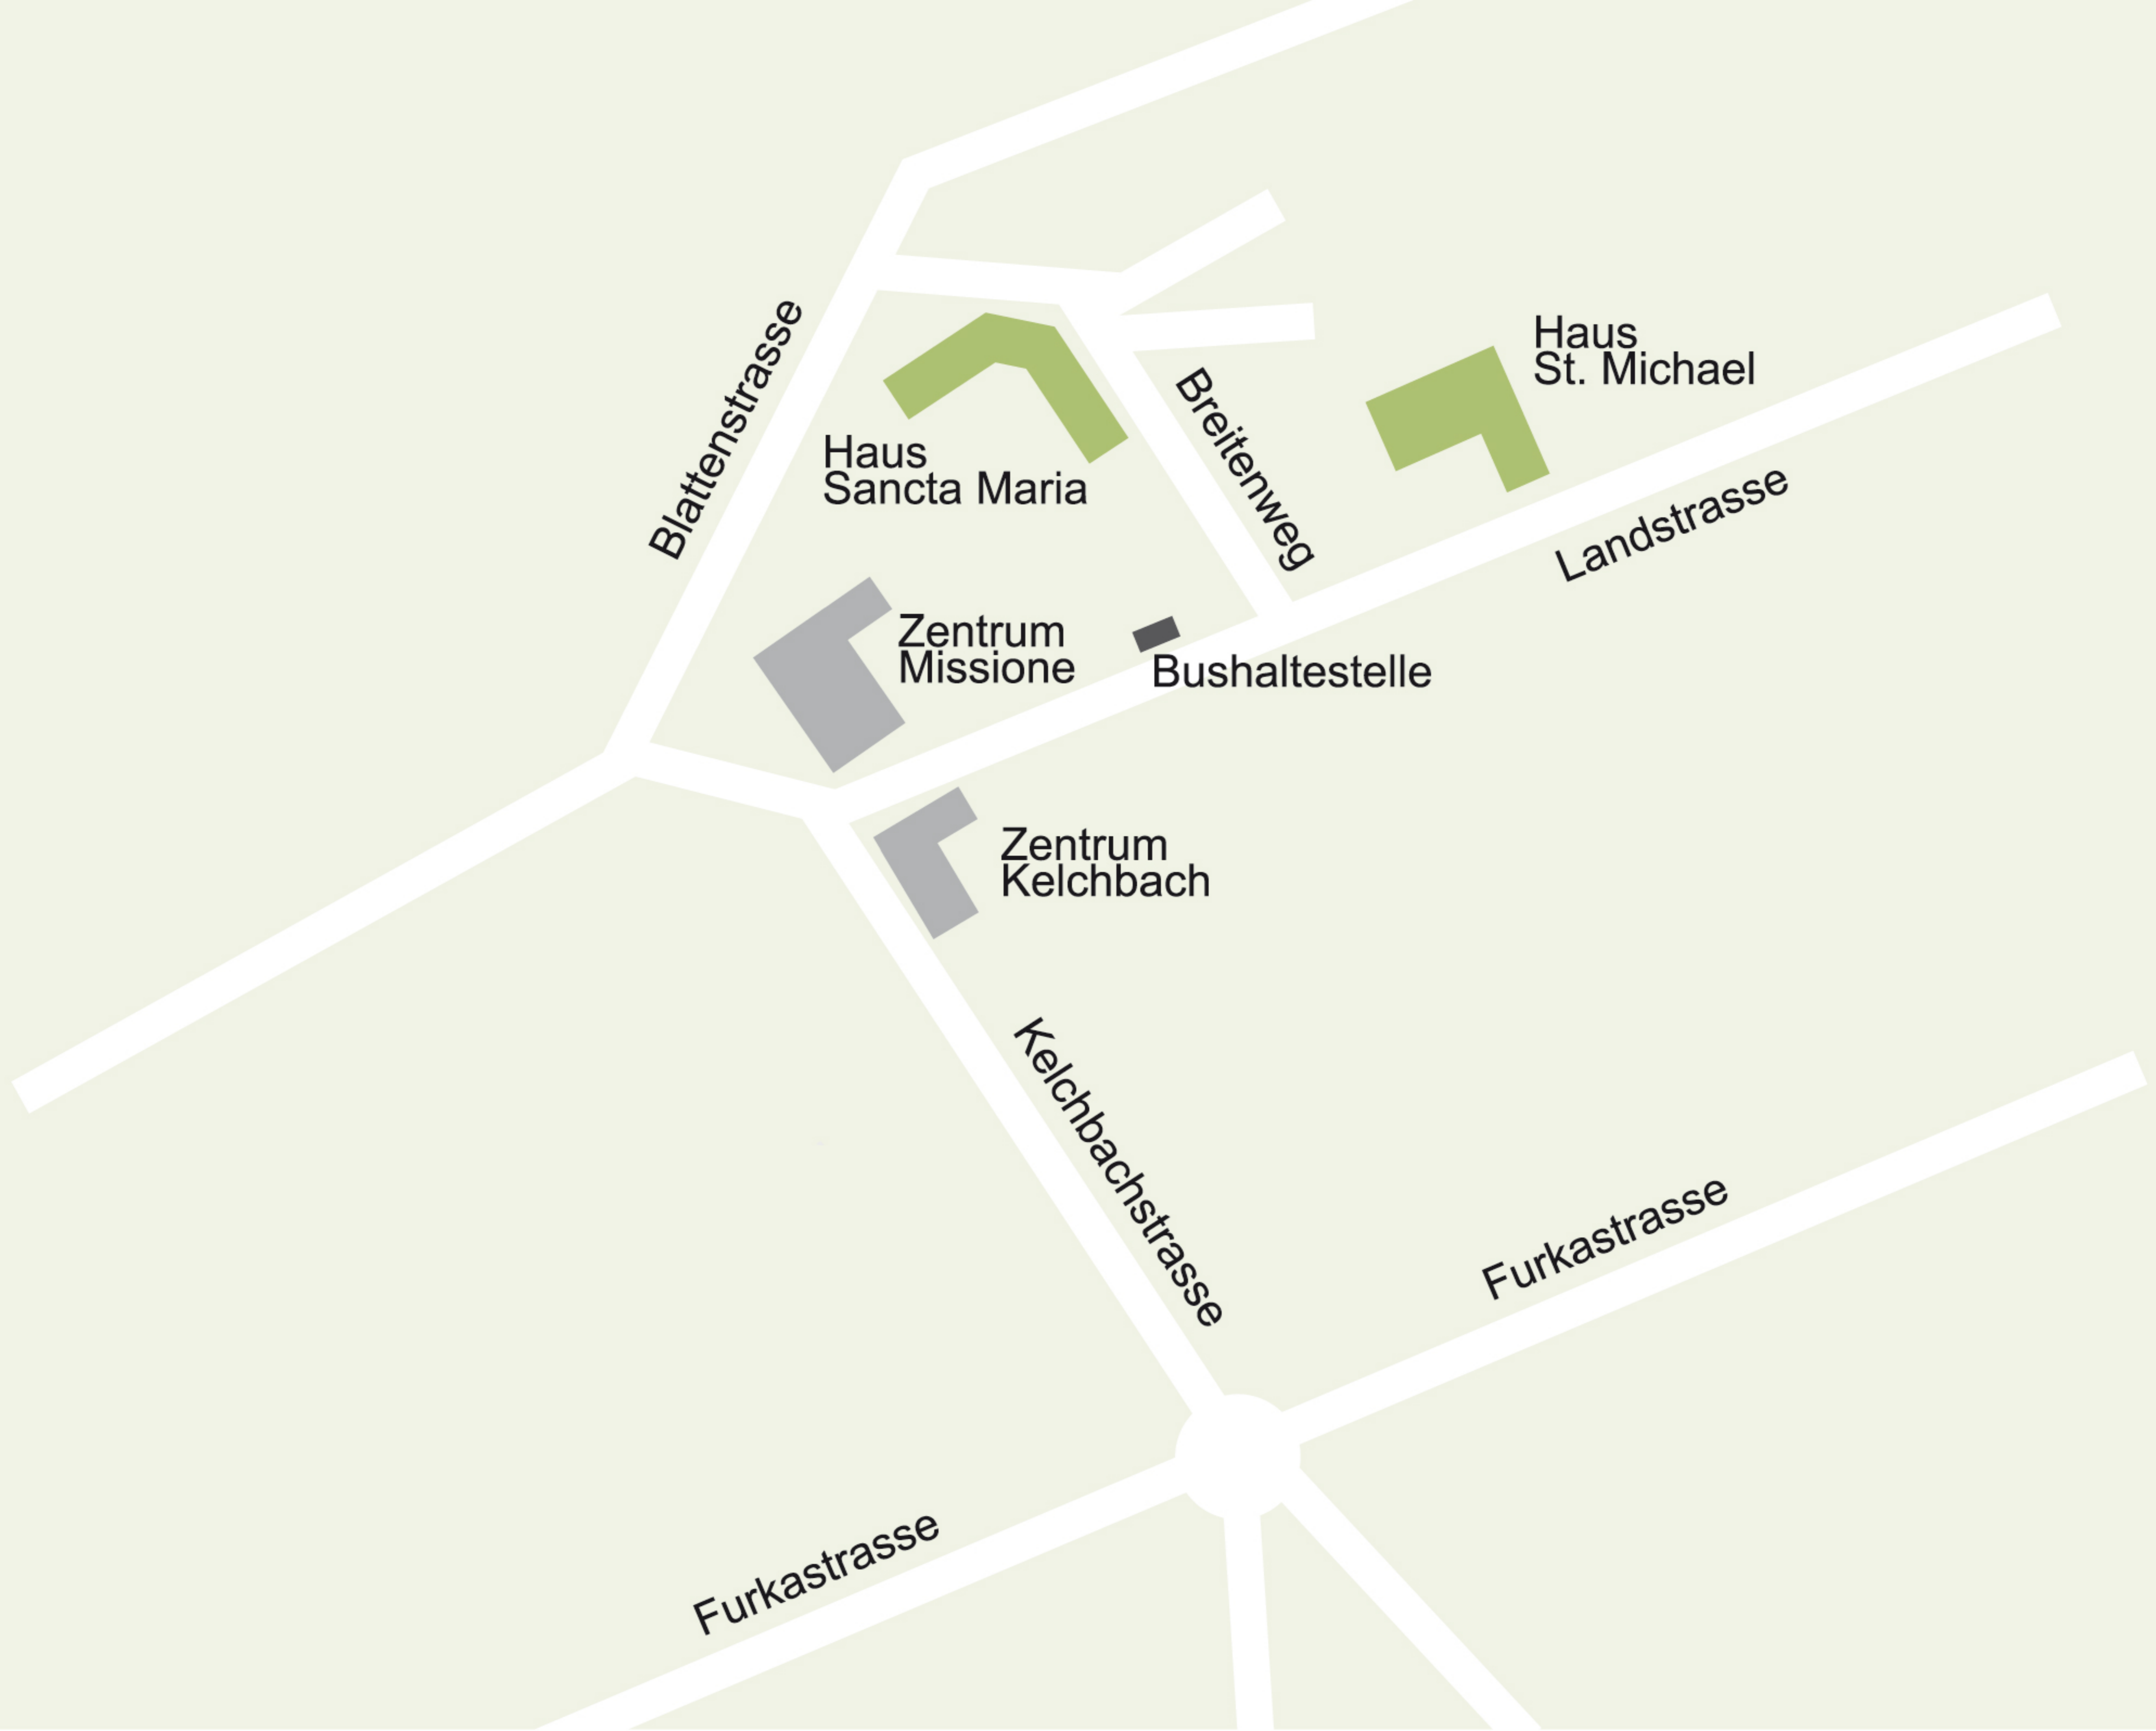 Blattenstrasse
Haus
St. Michael
Breitenweg
Haus
Sancta Maria
Landstrasse
Zentrum
Missione
Bushaltestelle
Zentrum
Kelchbach
Kelchbachstrasse
Furkastrasse
Furkastrasse